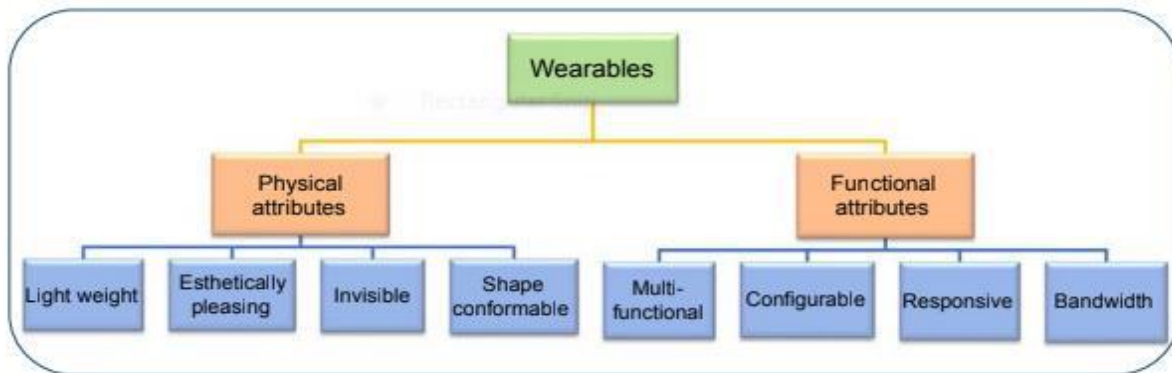 Wearables
Physical
attributes
Functional
attributes
Light weight
Esthetically
pleasing
Invisible
Shape
conformable
Multi-
functional
Configurable
Responsive
Bandwidth